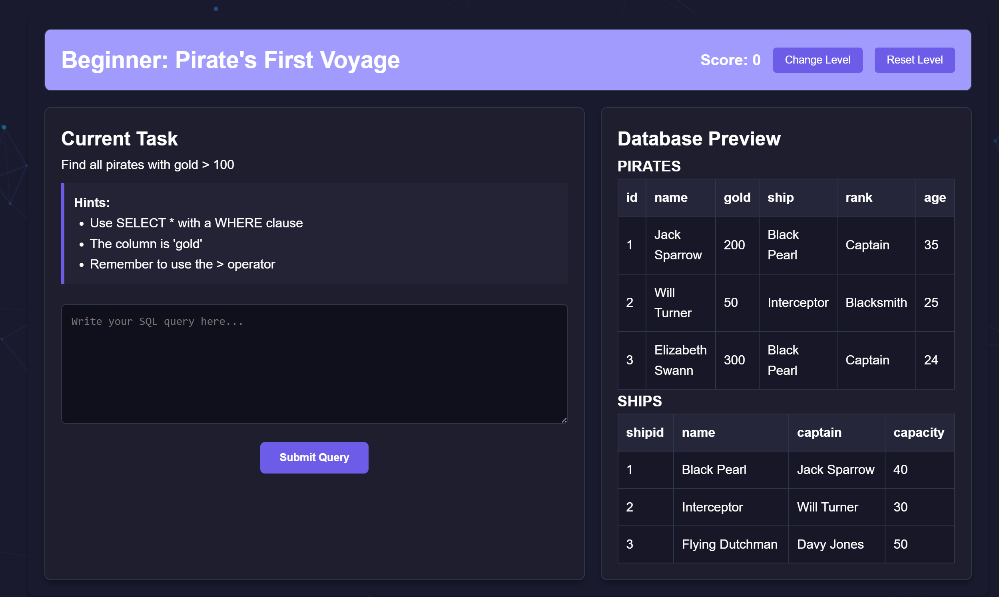 Beginner: Pirate's First Voyage
Score: 0
Change Level
Reset Level
Current Task
Find all pirates with gold > 100
Hints:
• Use SELECT * with a WHERE clause
• The column is 'gold'
• Remember to use the > operator
Write your SQL query here...
Submit Query
Database Preview
PIRATES
id name gold ship rank age
1 Jack Sparrow 200 Black Pearl Captain 35
2 Will Turner 50 Interceptor Blacksmith 25
3 Elizabeth Swann 300 Black Pearl Captain 24
SHIPS
shipid name captain capacity
1 Black Pearl Jack Sparrow 40
2 Interceptor Will Turner 30
3 Flying Dutchman Davy Jones 50